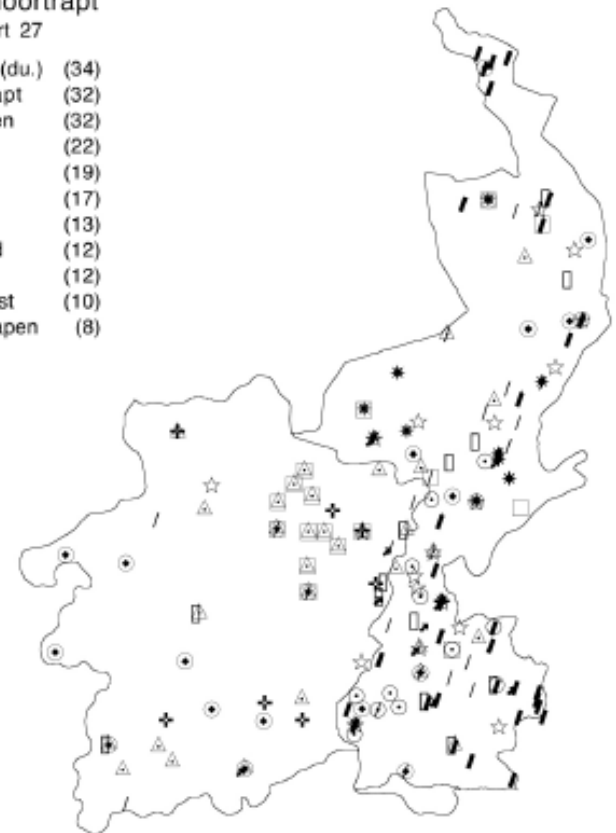 oortrapt
rt 27
(du.) (34)
apt (32)
en (32)
(22)
(19)
(17)
(13)
d (12)
(12)
st (10)
apen (8)